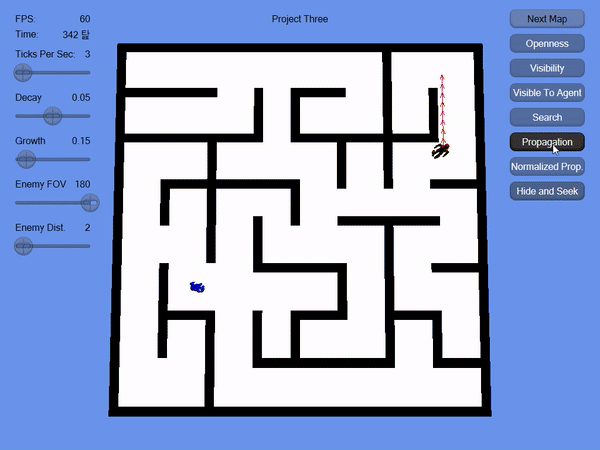 Project Three
FPS: 60
Time: 342 탎
Ticks Per Sec: 3
Decay 0.05
Growth 0.15
Enemy FOV 180
Enemy Dist. 2
Next Map
Openness
Visibility
Visible To Agent
Search
Propagation
Normalized Prop.
Hide and Seek